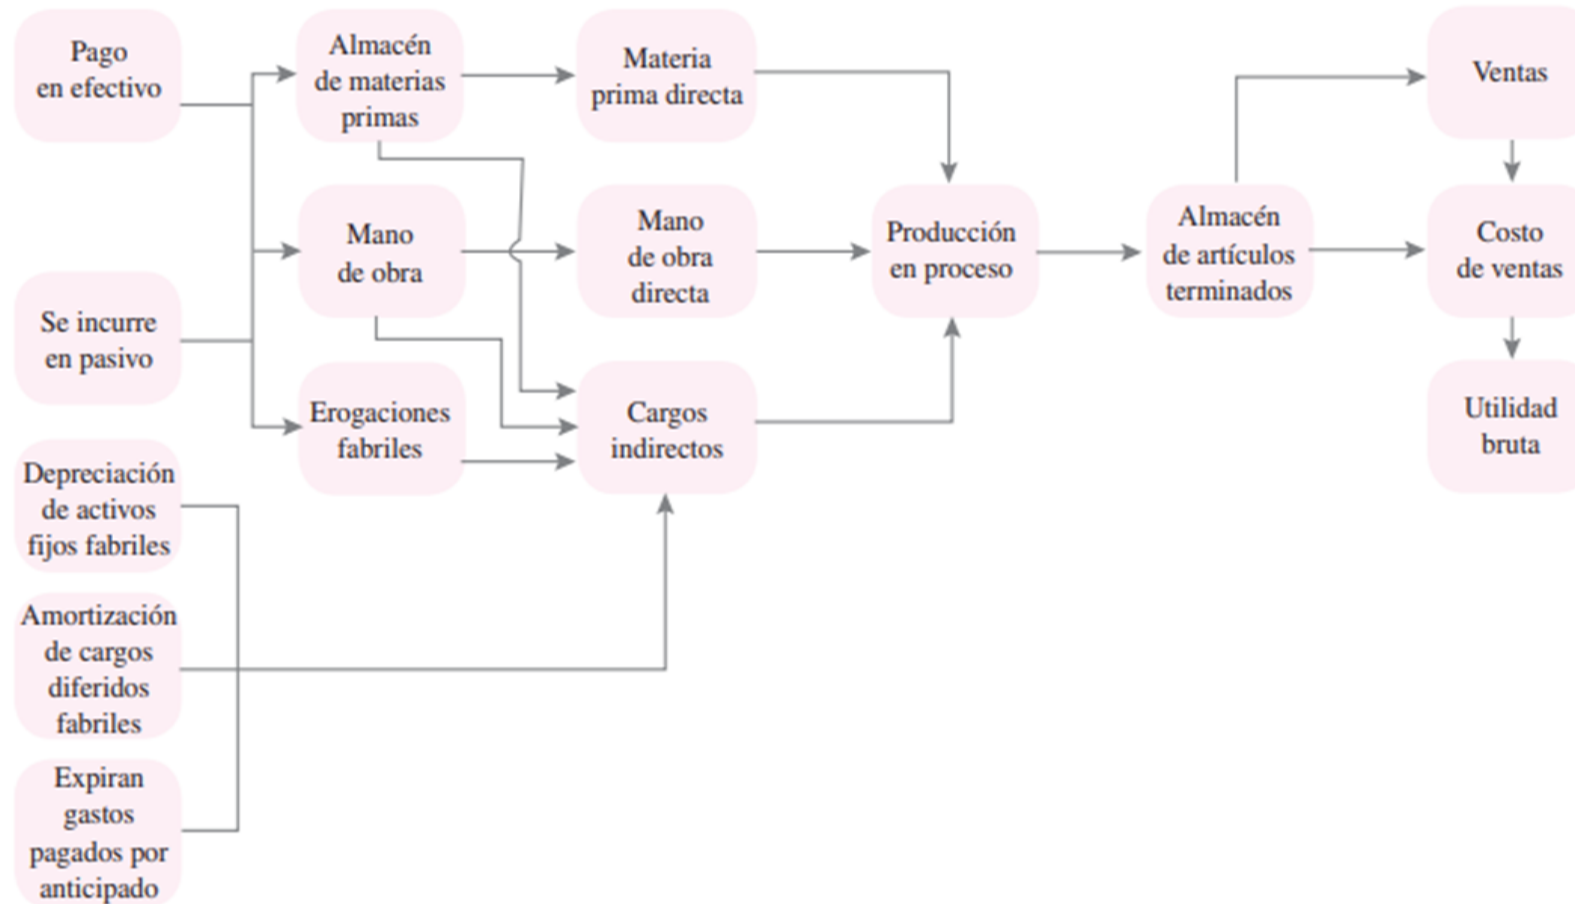 Pago
en efectivo
Almacén
de materias
primas
Materia
prima directa
Ventas
Se incurre
en pasivo
Mano
de obra
Mano
de obra
directa
Producción
en proceso
Almacén
de artículos
terminados
Costo
de ventas
Depreciación
de activos
fijos fabriles
Erogaciones
fabriles
Cargos
indirectos
Utilidad
bruta
Amortización
de cargos
diferidos
fabriles
Expiran
gastos
pagados por
anticipado